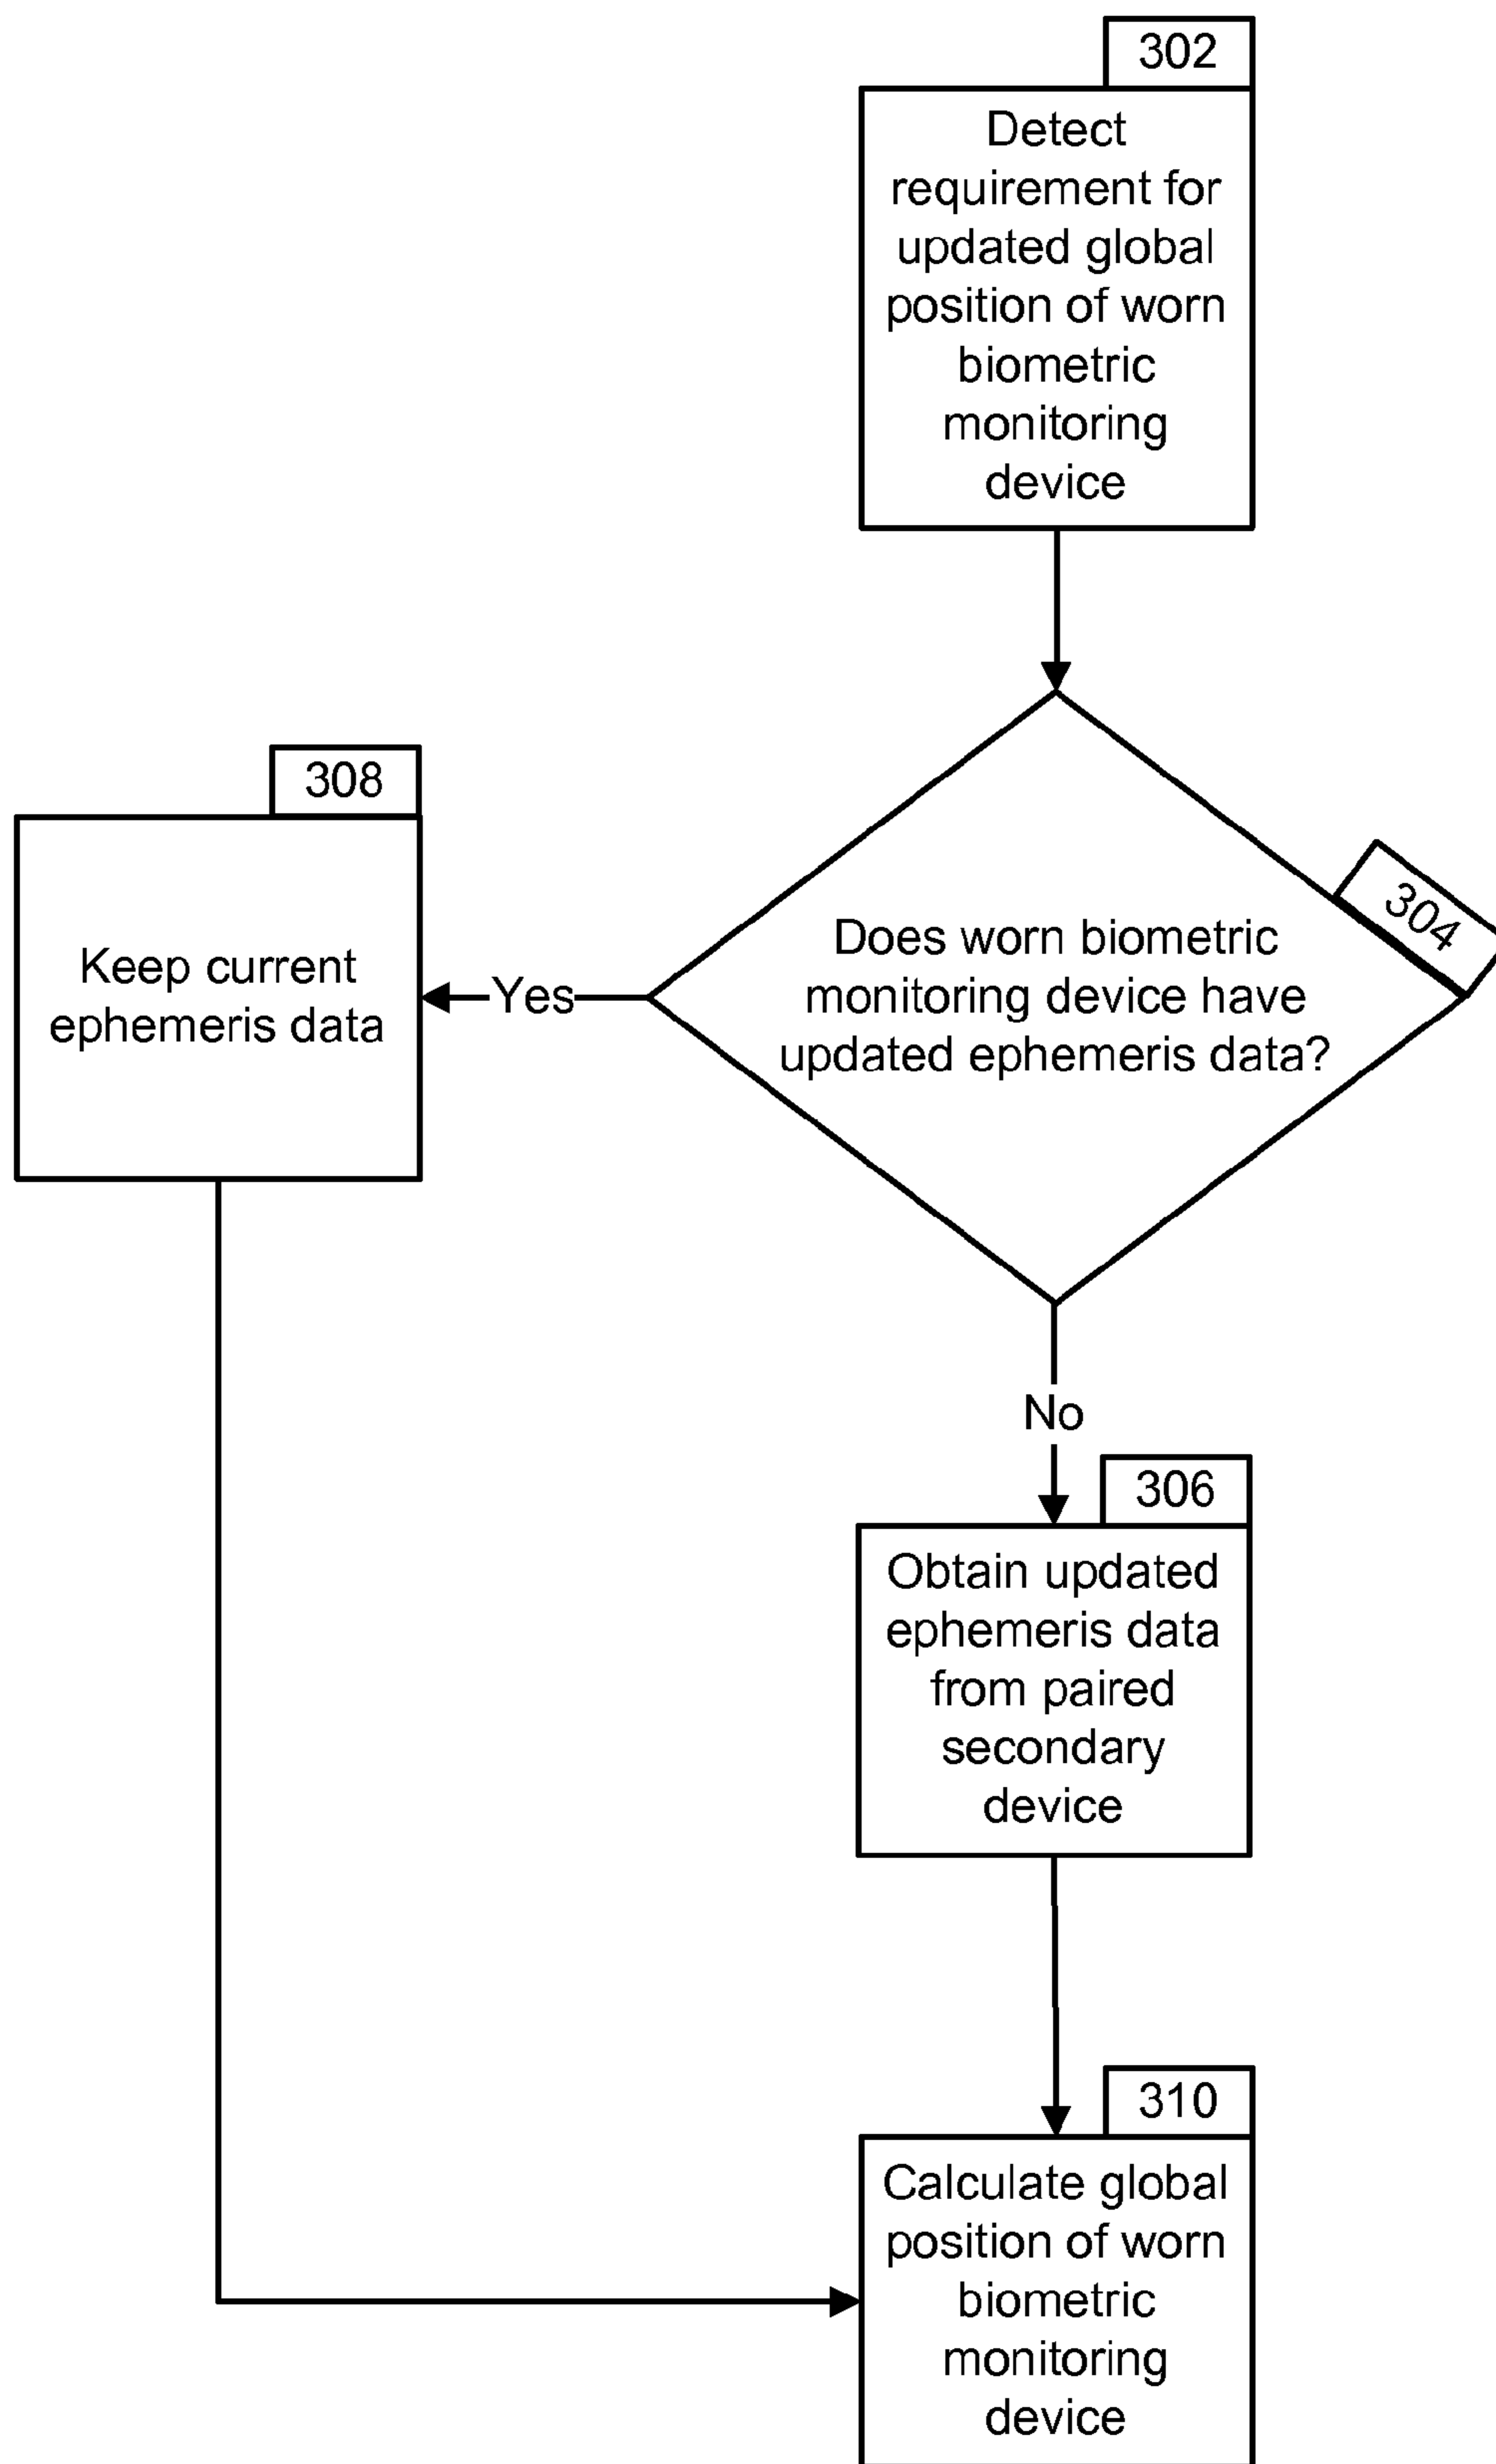 302
Detect
requirement for
updated global
position of worn
biometric
monitoring
device
308
Keep current
ephemeris data
Yes
304
Does worn biometric
monitoring device have
updated ephemeris data?
No
306
Obtain updated
ephemeris data
from paired
secondary
device
310
Calculate global
position of worn
biometric
monitoring
device